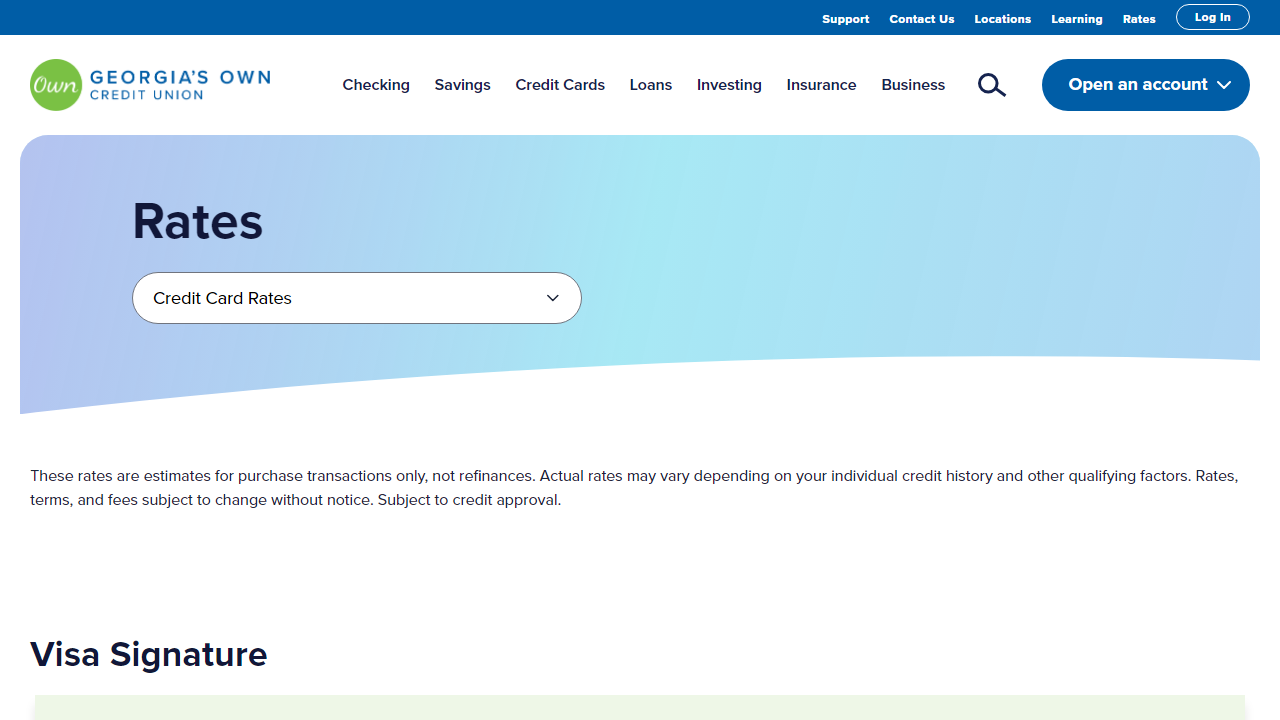 Support Contact Us Locations Learning Rates Log In
Own GEORGIA'S OWN
CREDIT UNION
Checking Savings Credit Cards Loans Investing Insurance Business Open an account
Rates
Credit Card Rates
These rates are estimates for purchase transactions only, not refinances. Actual rates may vary depending on your individual credit history and other qualifying factors. Rates,
terms, and fees subject to change without notice. Subject to credit approval.
Visa Signature